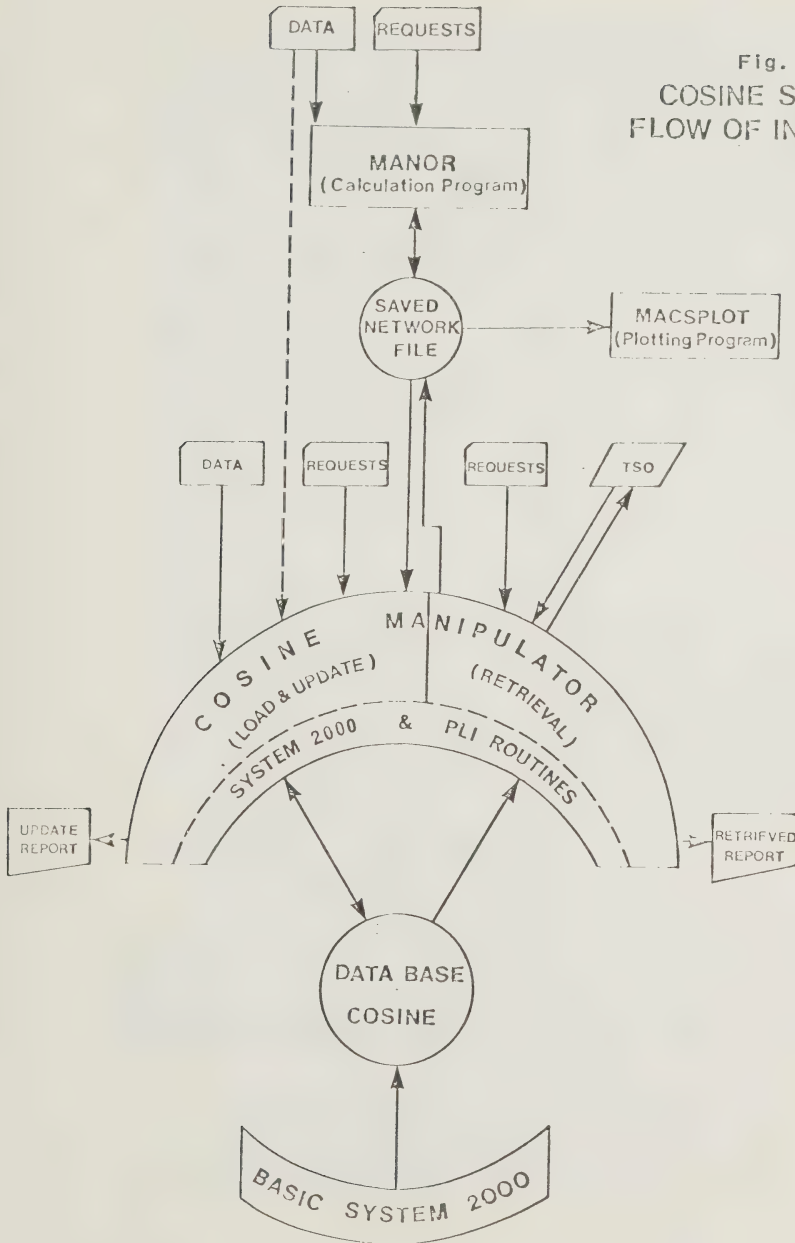 DATA
REQUESTS
Fig.
COSINE S
FLOW OF IN
MANOR
(Calculation Program)
SAVED
NETWORK
FILE
MACSPLOT
(Plotting Program)
DATA
REQUESTS
REQUESTS
TSO
COSINE MANIPULATOR
(LOAD & UPDATE)
(RETRIEVAL)
SYSTEM 2000 & PLI ROUTINES
UPDATE
REPORT
RETRIEVED
REPORT
DATA BASE
COSINE
BASIC SYSTEM 2000